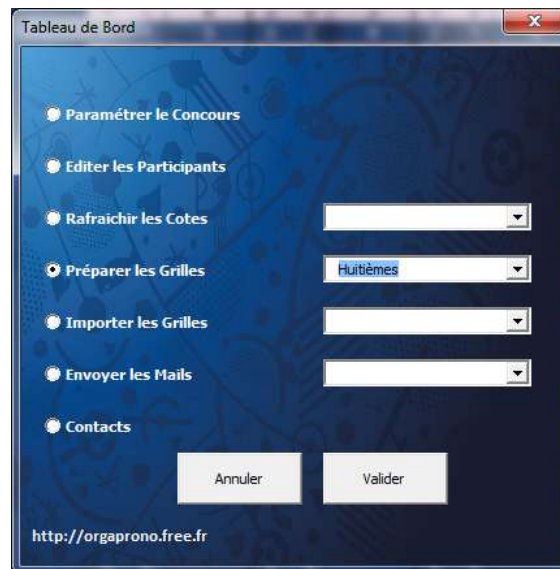 Tableau de Bord
Paramétrer le Concours
Editer les Participants
Rafraichir les Cotes
Préparer les Grilles Huitièmes
Importer les Grilles
Envoyer les Mails
Contacts
Annuler Valider
http://orgaprono.free.fr